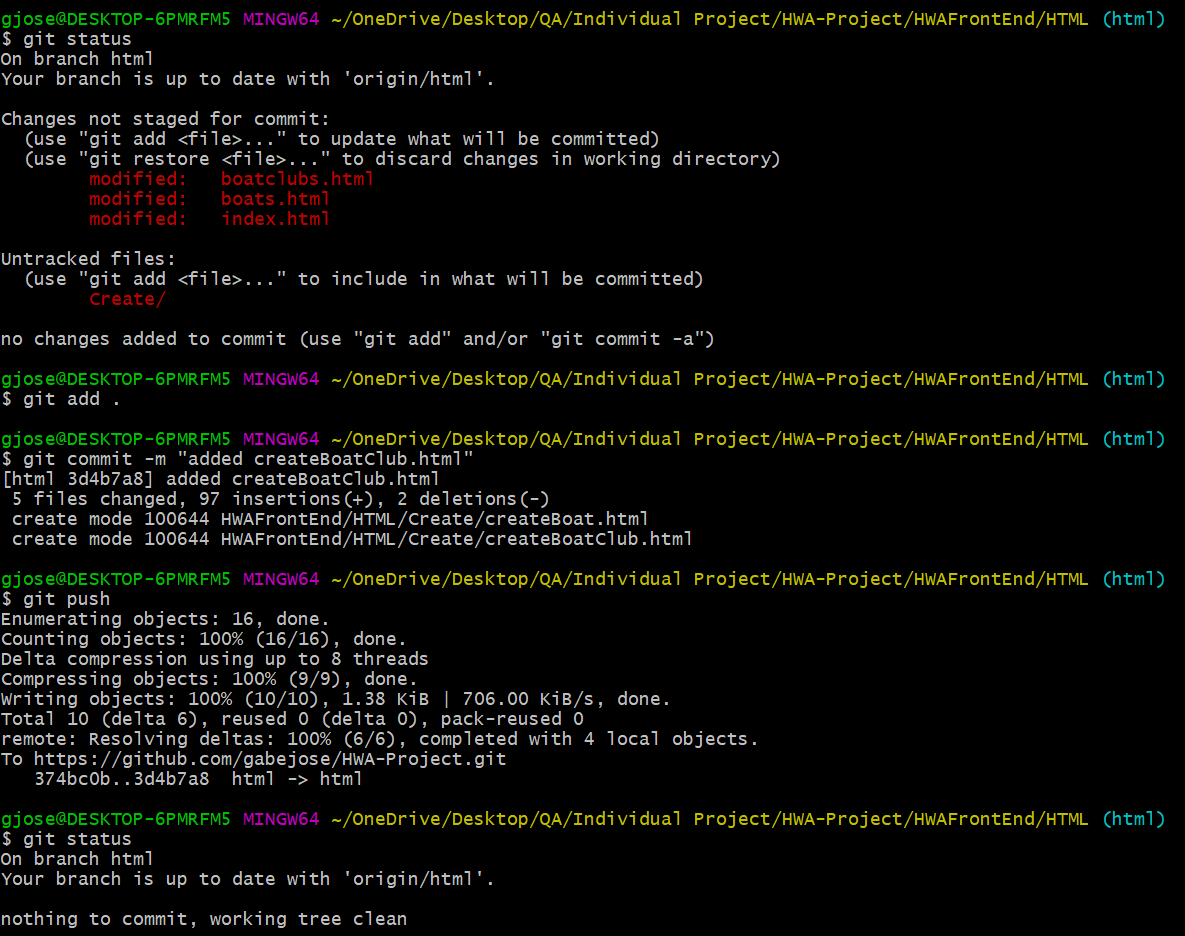 gjose@DESKTOP-6PMRFM5 MINGW64 ~/OneDrive/Desktop/QA/Individual Project/HWA-Project/HWAFrontEnd/HTML (html)
$ git status
On branch html
Your branch is up to date with 'origin/html'.
Changes not staged for commit:
(use "git add <file>..." to update what will be committed)
(use "git restore <file>..." to discard changes in working directory)
modified: boatclubs.html
modified: boats.html
modified: index.html
Untracked files:
(use "git add <file>..." to include in what will be committed)
Create/
no changes added to commit (use "git add" and/or "git commit -a")
gjose@DESKTOP-6PMRFM5 MINGW64 ~/OneDrive/Desktop/QA/Individual Project/HWA-Project/HWAFrontEnd/HTML (html)
$ git add .
gjose@DESKTOP-6PMRFM5 MINGW64 ~/OneDrive/Desktop/QA/Individual Project/HWA-Project/HWAFrontEnd/HTML (html)
$ git commit -m "added createBoatClub.html"
[html 3d4b7a8] added createBoatClub.html
5 files changed, 97 insertions(+), 2 deletions(-)
create mode 100644 HWAFrontEnd/HTML/Create/createBoat.html
create mode 100644 HWAFrontEnd/HTML/Create/createBoatClub.html
gjose@DESKTOP-6PMRFM5 MINGW64 ~/OneDrive/Desktop/QA/Individual Project/HWA-Project/HWAFrontEnd/HTML (html)
$ git push
Enumerating objects: 16, done.
Counting objects: 100% (16/16), done.
Delta compression using up to 8 threads
Compressing objects: 100% (9/9), done.
Writing objects: 100% (10/10), 1.38 KiB | 706.00 KiB/s, done.
Total 10 (delta 6), reused 0 (delta 0), pack-reused 0
remote: Resolving deltas: 100% (6/6), completed with 4 local objects.
To https://github.com/gabejose/HWA-Project.git
374bc0b..3d4b7a8 html -> html
gjose@DESKTOP-6PMRFM5 MINGW64 ~/OneDrive/Desktop/QA/Individual Project/HWA-Project/HWAFrontEnd/HTML (html)
$ git status
On branch html
Your branch is up to date with 'origin/html'.
nothing to commit, working tree clean